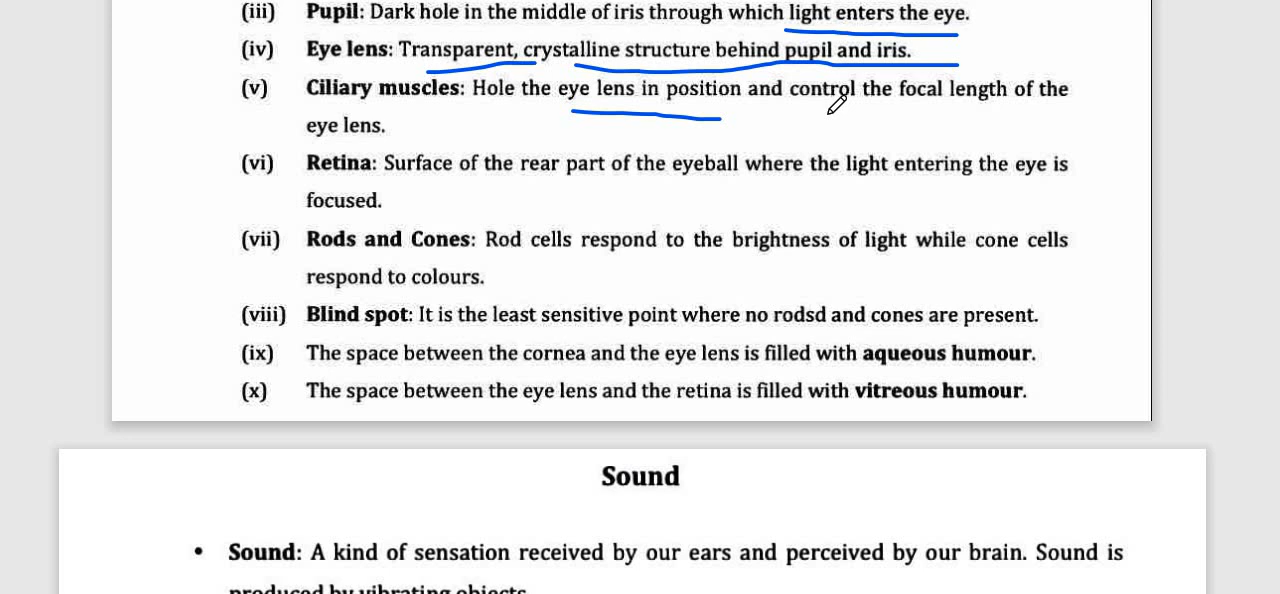 (iii) Pupil: Dark hole in the middle of iris through which light enters the eye.
(iv) Eye lens: Transparent, crystalline structure behind pupil and iris.
(v) Ciliary muscles: Hole the eye lens in position and control the focal length of the
eye lens.
(vi) Retina: Surface of the rear part of the eyeball where the light entering the eye is
focused.
(vii) Rods and Cones: Rod cells respond to the brightness of light while cone cells
respond to colours.
(viii) Blind spot: It is the least sensitive point where no rodsd and cones are present.
(ix) The space between the cornea and the eye lens is filled with aqueous humour.
(x) The space between the eye lens and the retina is filled with vitreous humour.
Sound
• Sound: A kind of sensation received by our ears and perceived by our brain. Sound is
produced by vibrating objects